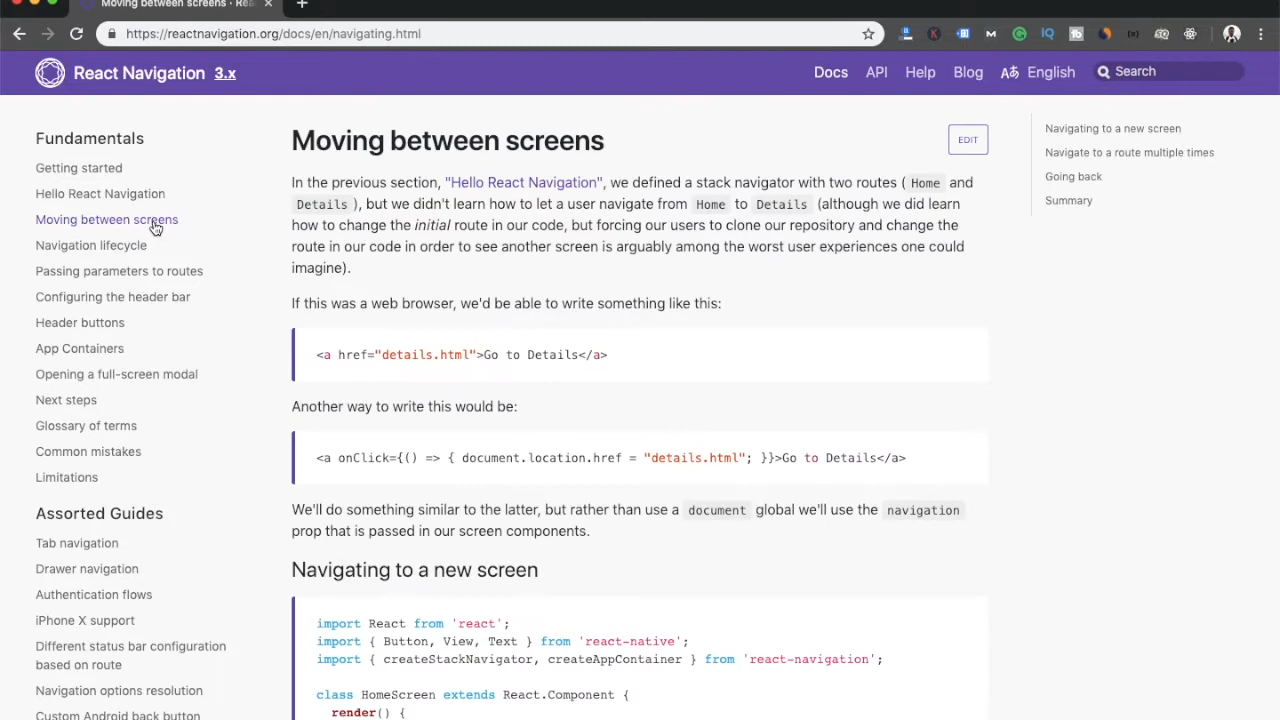 Moving between screens · Rea
https://reactnavigation.org/docs/en/navigating.html
React Navigation 3.x
Docs API Help Blog English Search
Fundamentals
Getting started
Hello React Navigation
Moving between screens
Navigation lifecycle
Passing parameters to routes
Configuring the header bar
Header buttons
App Containers
Opening a full-screen modal
Next steps
Glossary of terms
Common mistakes
Limitations
Assorted Guides
Tab navigation
Drawer navigation
Authentication flows
iPhone X support
Different status bar configuration
based on route
Navigation options resolution
Custom Android back button
Moving between screens
EDIT
In the previous section, "Hello React Navigation", we defined a stack navigator with two routes ( Home and
Details ), but we didn't learn how to let a user navigate from Home to Details (although we did learn
how to change the initial route in our code, but forcing our users to clone our repository and change the
route in our code in order to see another screen is arguably among the worst user experiences one could
imagine).
If this was a web browser, we'd be able to write something like this:
<a href="details.html">Go to Details</a>
Another way to write this would be:
<a onClick={() => { document.location.href = "details.html"; }}>Go to Details</a>
We'll do something similar to the latter, but rather than use a document global we'll use the navigation
prop that is passed in our screen components.
Navigating to a new screen
import React from 'react';
import { Button, View, Text } from 'react-native';
import { createStackNavigator, createAppContainer } from 'react-navigation';
class HomeScreen extends React.Component {
render() {
Navigating to a new screen
Navigate to a route multiple times
Going back
Summary